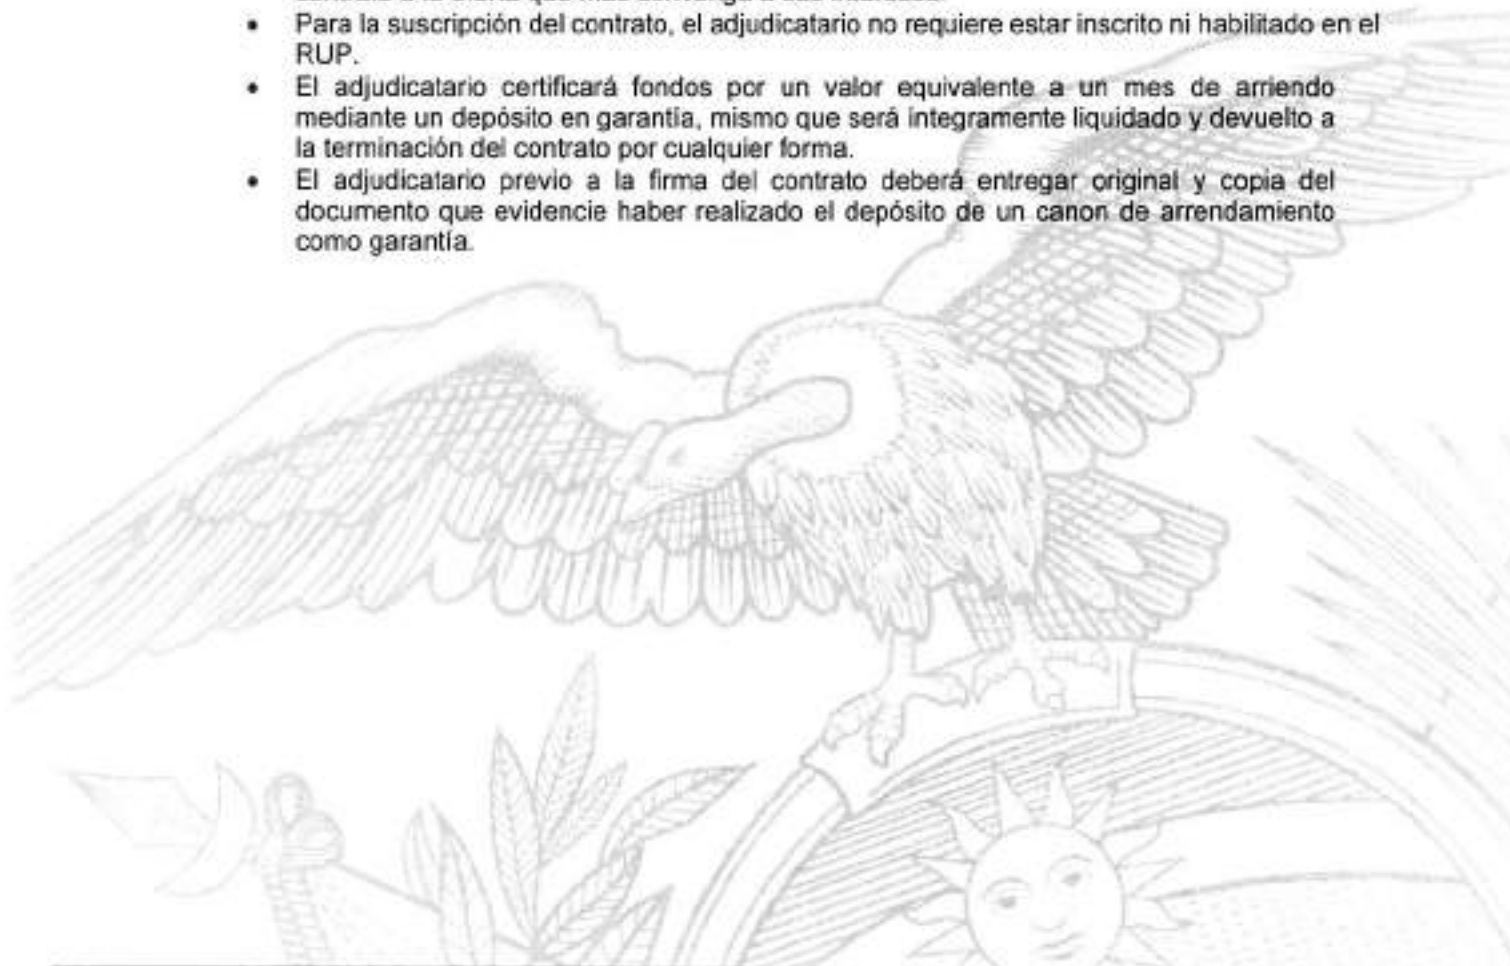 Para la suscripción del contrato, el adjudicatario no requiere estar inscrito ni habilitado en el
RUP.
El adjudicatario certificará fondos por un valor equivalente a un mes de arriendo
mediante un depósito en garantía, mismo que será íntegramente liquidado y devuelto a
la terminación del contrato por cualquier forma.
El adjudicatario previo a la firma del contrato deberá entregar original y copia del
documento que evidencie haber realizado el depósito de un canon de arrendamiento
como garantía.